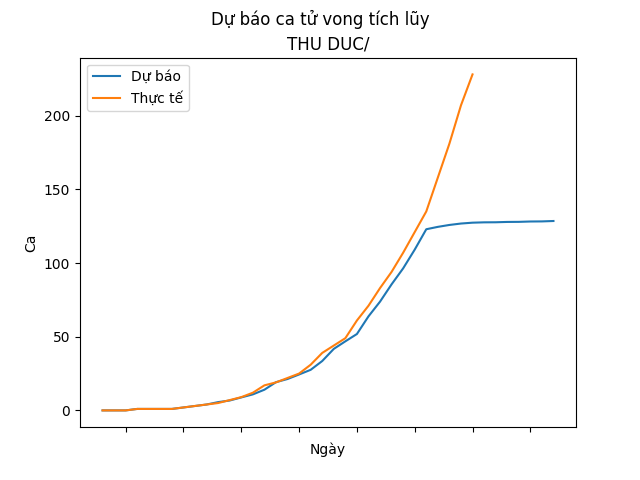 Dự báo ca tử vong tích lũy
THU DUC/
Dự báo
Thực tế
200
150
100
50
0
Ca
Ngày